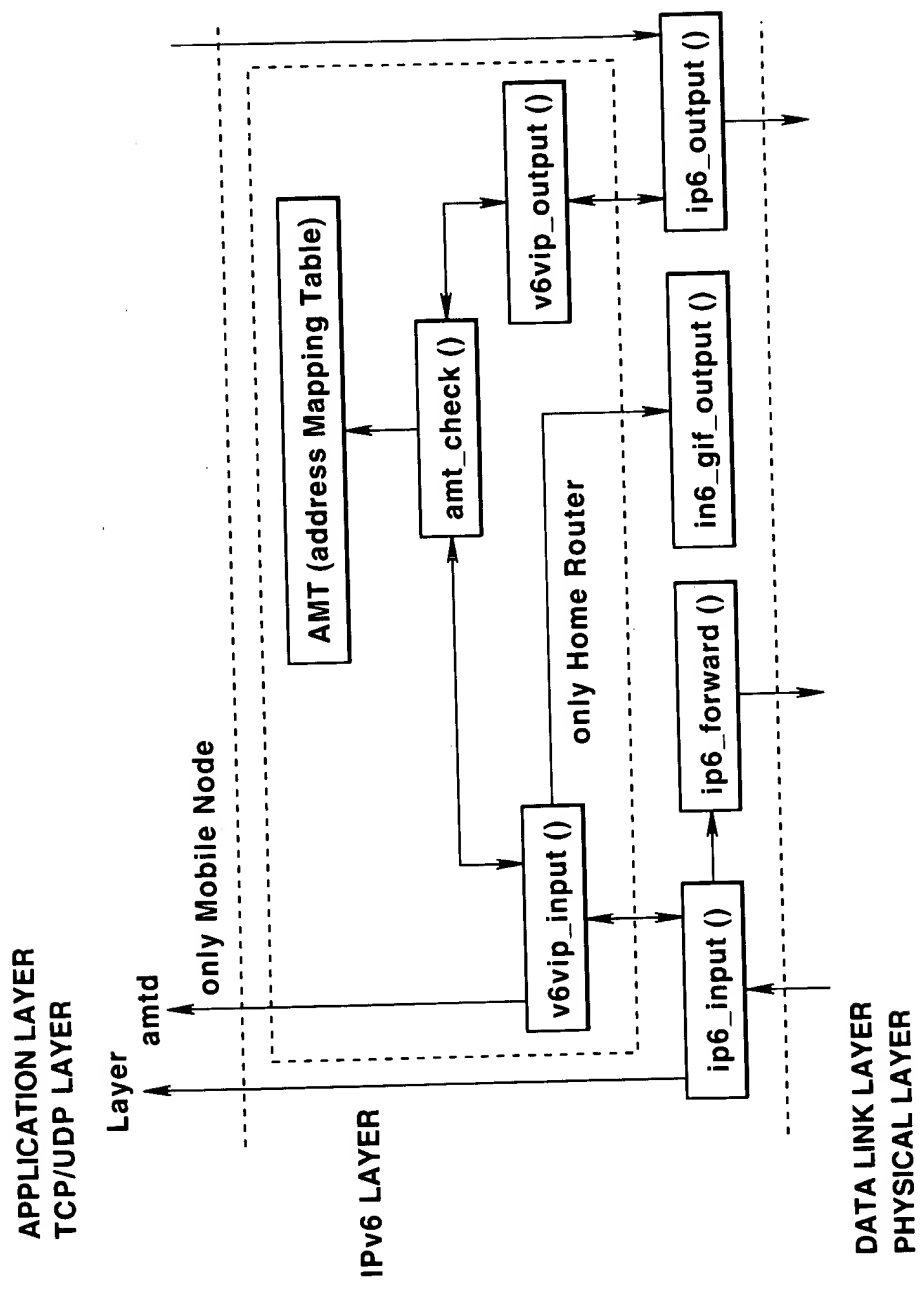 APPLICATION LAYER
TCP/UDP LAYER
Layer
amtd
only Mobile Node
IPv6 LAYER
AMT (address Mapping Table)
amt_check ()
v6vip_input ()
v6vip_output ()
only Home Router
ip6_input ()
ip6_forward ()
in6_gif_output ()
ip6_output ()
DATA LINK LAYER
PHYSICAL LAYER